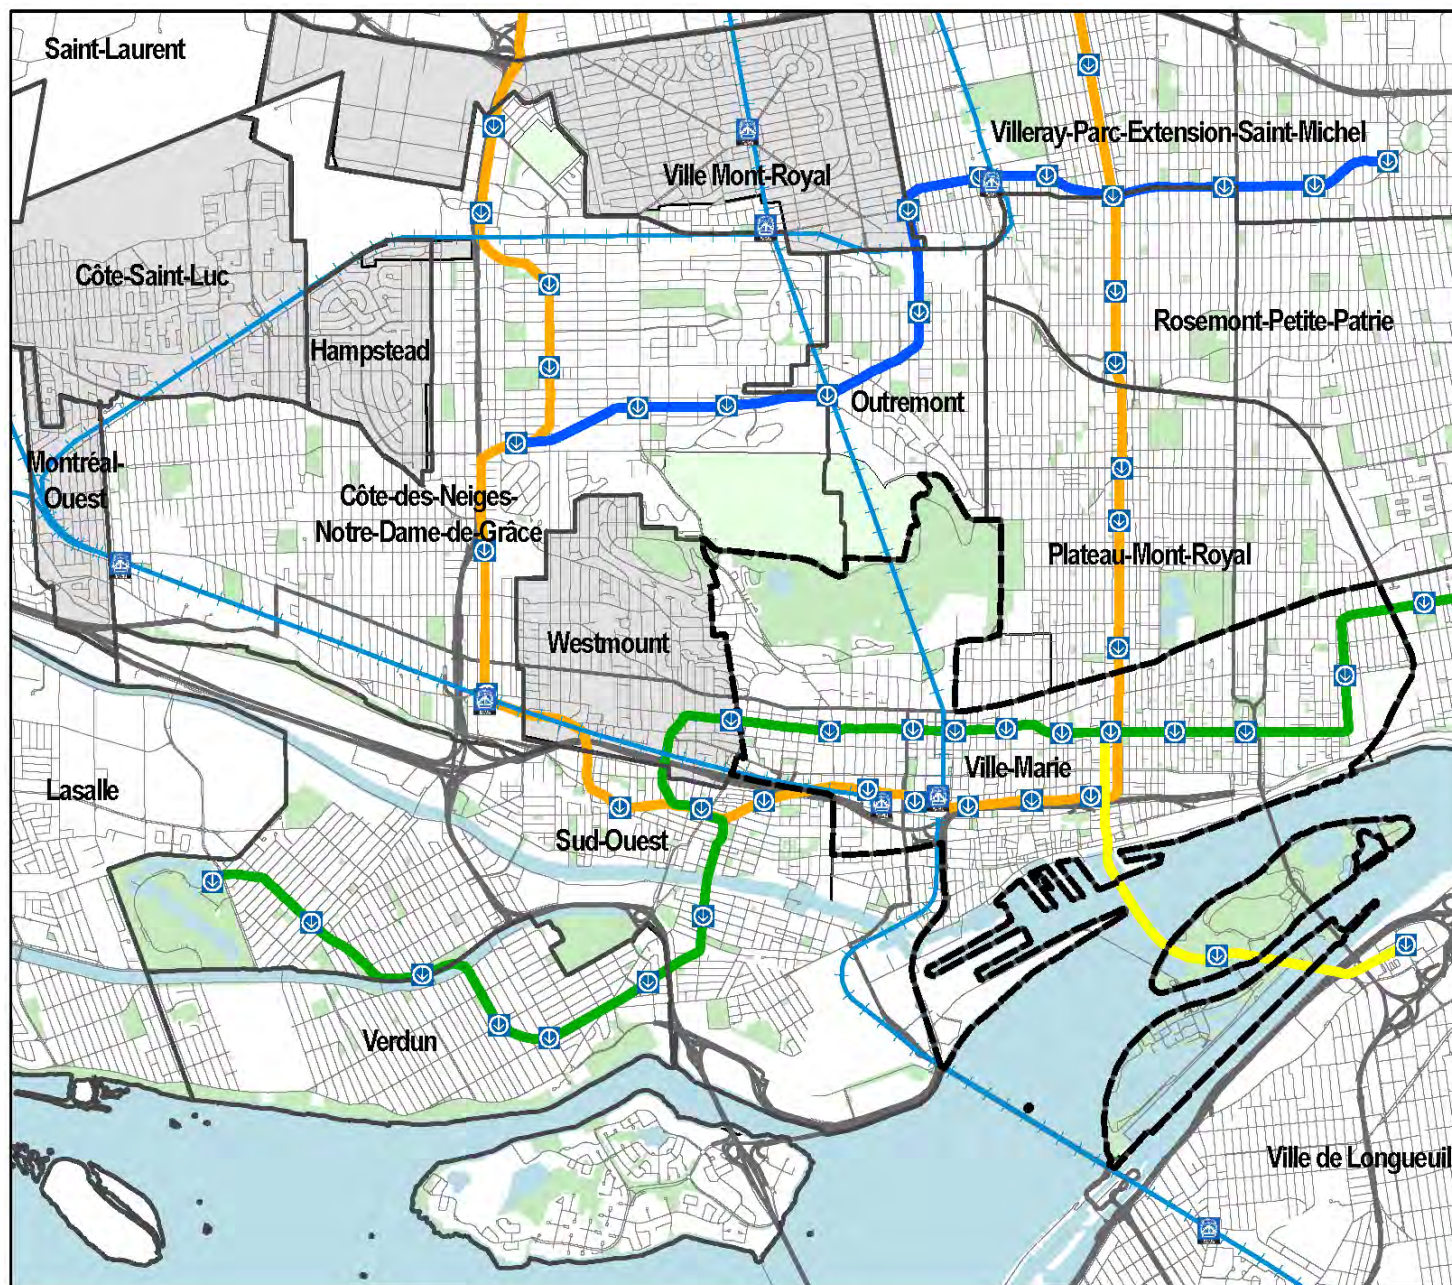 Saint-Laurent
Villeray-Parc-Extension-Saint-Michel
Ville Mont-Royal
Côte-Saint-Luc
Hampstead
Rosemont-Petite-Patrie
Outremont
Montréal-
Ouest
Côte-des-Neiges-
Notre-Dame-de-Grâce
Plateau-Mont-Royal
Westmount
Ville-Marie
Lasalle
Sud-Ouest
Verdun
Ville de Longueuil